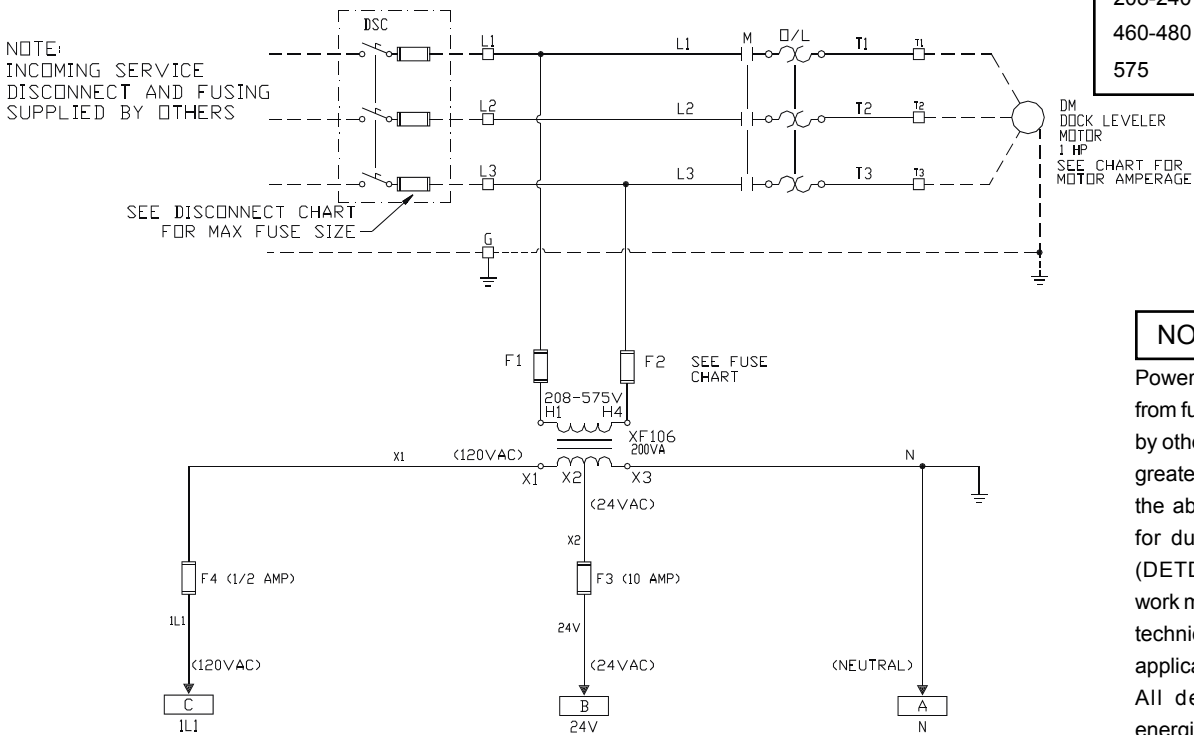 208-240
460-480
575
NOTE:
INCOMING SERVICE
DISCONNECT AND FUSING
SUPPLIED BY OTHERS
DSC
L1
L1
M
O/L
T1
T1
L2
L2
T2
T2
L3
L3
T3
T3
DM
DOCK LEVELER
MOTOR
1 HP
SEE CHART FOR
MOTOR AMPERAGE
SEE DISCONNECT CHART
FOR MAX FUSE SIZE
G
F1
F2
SEE FUSE
CHART
208-575V
H1
H4
XF106
200VA
X1
(120VAC)
X1
X2
X3
N
(24VAC)
X2
F4 (1/2 AMP)
F3 (10 AMP)
1L1
24V
(120VAC)
(24VAC)
(NEUTRAL)
C
B
A
1L1
24V
N
NO
Power
from fu
by othe
greate
the ab
for du
(DETD
work m
technic
applica
All de
energi